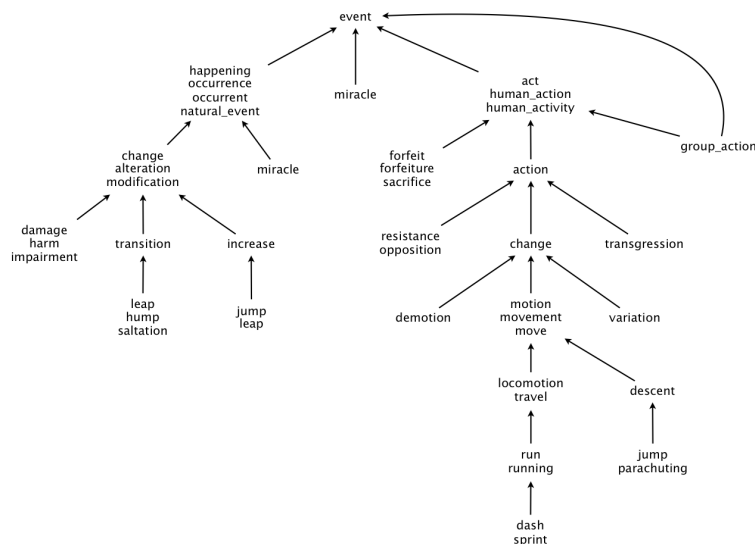 event
happening
occurrence
occurrent
natural_event
miracle
act
human_action
human_activity
group_action
change
alteration
modification
miracle
forfeit
forfeiture
sacrifice
action
damage
harm
impairment
transition
increase
resistance
opposition
change
transgression
leap
hump
saltation
jump
leap
demotion
motion
movement
move
variation
locomotion
travel
descent
run
running
jump
parachuting
dash
sprint